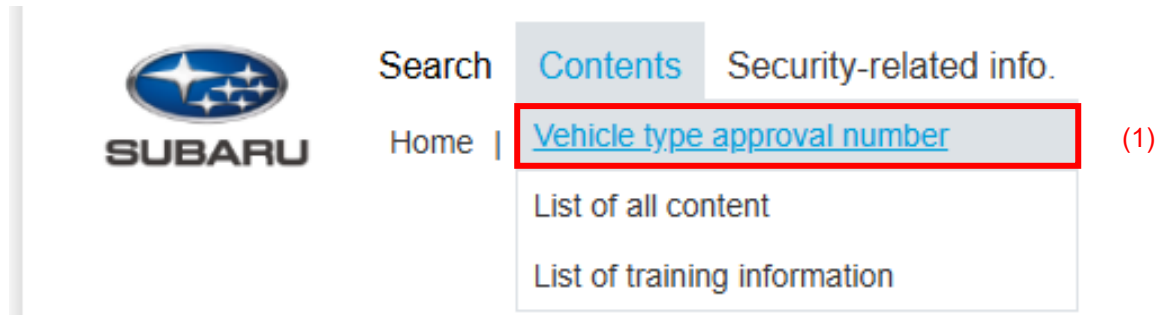 Search Contents Security-related info.
SUBARU
Home | Vehicle type approval number (1)
List of all content
List of training information